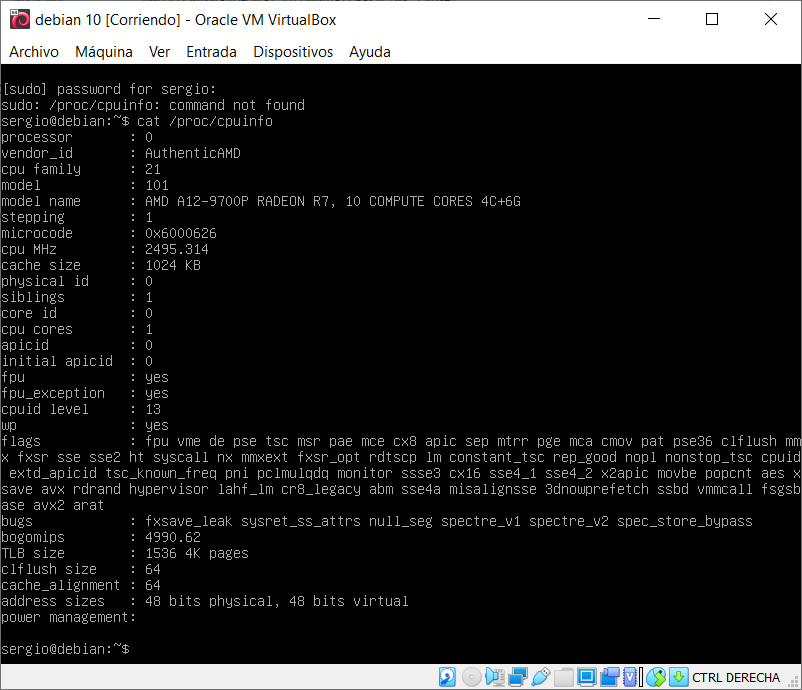 debian 10 [Corriendo] - Oracle VM VirtualBox
Archivo Máquina Ver Entrada Dispositivos Ayuda
[sudo] password for sergio:
sudo: /proc/cpuinfo: command not found
sergio@debian:~$ cat /proc/cpuinfo
processor : 0
vendor_id : AuthenticAMD
cpu family : 21
model : 101
model name : AMD A12-9700P RADEON R7, 10 COMPUTE CORES 4C+6G
stepping : 1
microcode : 0x6000626
cpu MHz : 2495.314
cache size : 1024 KB
physical id : 0
siblings : 1
core id : 0
cpu cores : 1
apicid : 0
initial apicid : 0
fpu : yes
fpu_exception : yes
cpuid level : 13
wp : yes
flags : fpu vme de pse tsc msr pae mce cx8 apic sep mtrr pge mca cmov pat pse36 clflush mm
x fxsr sse sse2 ht syscall nx mmxext fxsr_opt rdtscp lm constant_tsc rep_good nopl nonstop_tsc cpuid
extd_apicid tsc_known_freq pni pclmulqdq monitor ssse3 cx16 sse4_1 sse4_2 x2apic movbe popcnt aes x
save avx rdrand hypervisor lahf_lm cr8_legacy abm sse4a misalignsse 3dnowprefetch ssbd vmmcall fsgsb
ase avx2 arat
bugs : fxsave_leak sysret_ss_attrs null_seg spectre_v1 spectre_v2 spec_store_bypass
bogomips : 4990.62
TLB size : 1536 4K pages
clflush size : 64
cache_alignment : 64
address sizes : 48 bits physical, 48 bits virtual
power management:
sergio@debian:~$
CTRL DERECHA